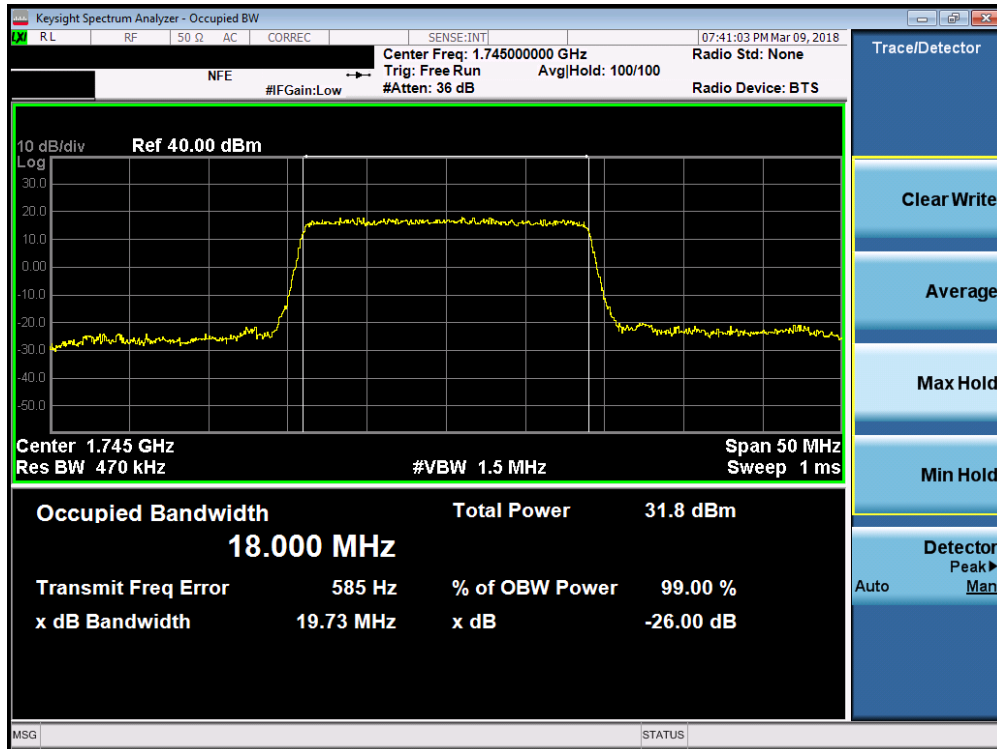 Keysight Spectrum Analyzer - Occupied BW
LXI RL RF 50 Ω AC CORREC SENSE:INT 07:41:03 PM Mar 09, 2018
Center Freq: 1.745000000 GHz Radio Std: None
NFE Trig: Free Run Avg|Hold: 100/100
#IFGain:Low #Atten: 36 dB Radio Device: BTS
10 dB/div Ref 40.00 dBm
Log
30.0
20.0
10.0
0.00
-10.0
-20.0
-30.0
-40.0
-50.0
Center 1.745 GHz Span 50 MHz
Res BW 470 kHz #VBW 1.5 MHz Sweep 1 ms
Occupied Bandwidth Total Power 31.8 dBm
18.000 MHz
Transmit Freq Error 585 Hz % of OBW Power 99.00 %
x dB Bandwidth 19.73 MHz x dB -26.00 dB
MSG STATUS
Trace/Detector
Clear Write
Average
Max Hold
Min Hold
Detector
Peak▶
Auto Man